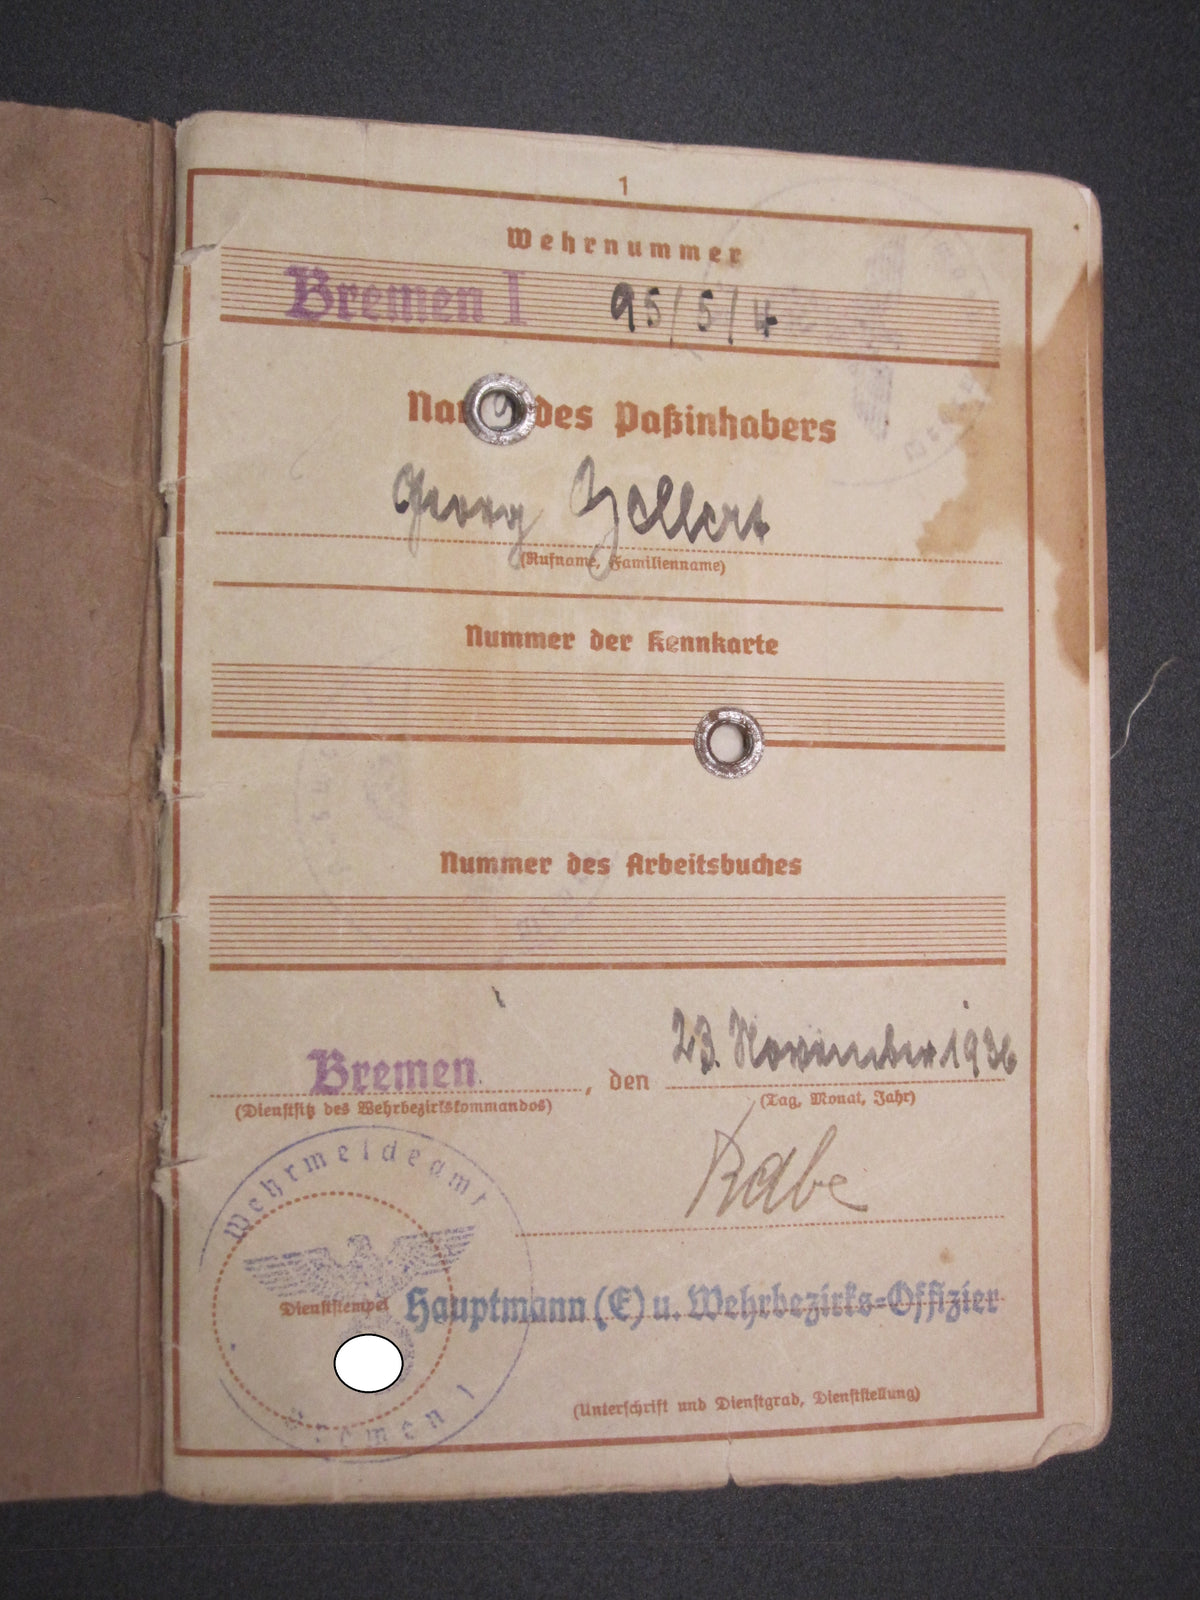 1
Wehrnummer
Bremen I 95/5/4
Name des Paßinhabers
Georg Gellert
(Rufname, Familienname)
Nummer der Kennkarte
Nummer des Arbeitsbuches
Bremen, den 23. November 1936
(Dienstsitz des Wehrbezirkskommandos) (Tag, Monat, Jahr)
Wehrmeldeamt
Rabe
Dienststempel Hauptmann (E) u. Wehrbezirks=Offizier
Bremen I
(Unterschrift und Dienstgrad, Dienststellung)